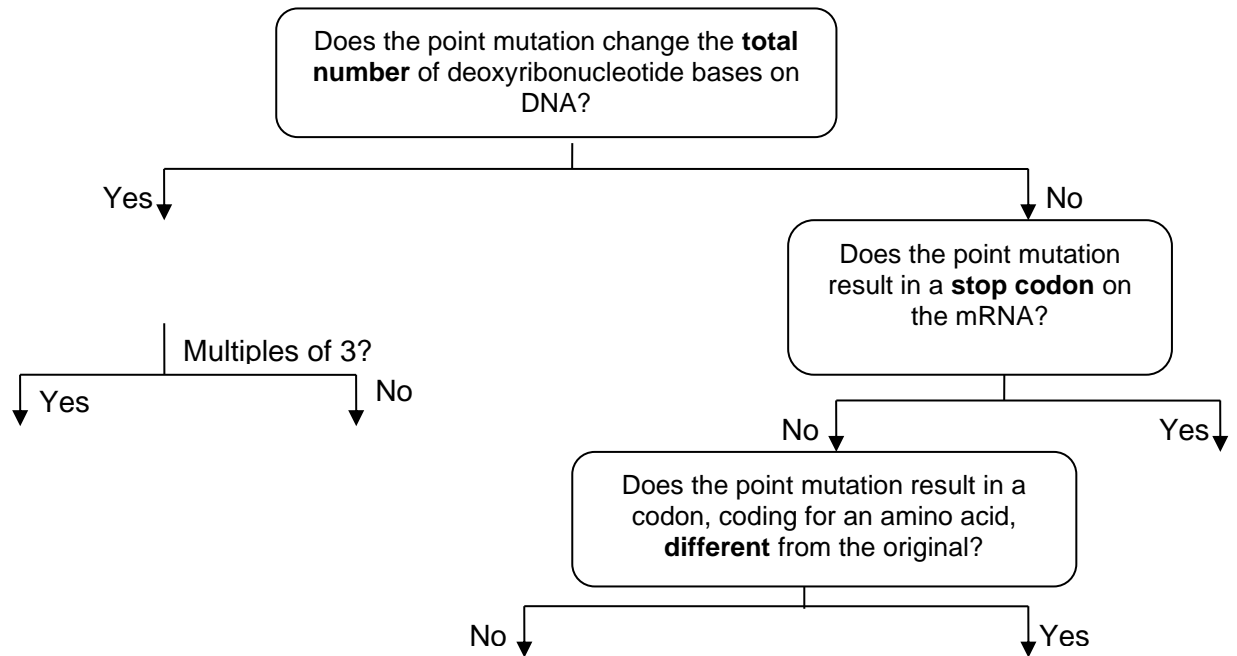 Does the point mutation change the total
number of deoxyribonucleotide bases on
DNA?
Yes
No
Does the point mutation
result in a stop codon on
the mRNA?
Multiples of 3?
Yes
No
No
Yes
Does the point mutation result in a
codon, coding for an amino acid,
different from the original?
No
Yes